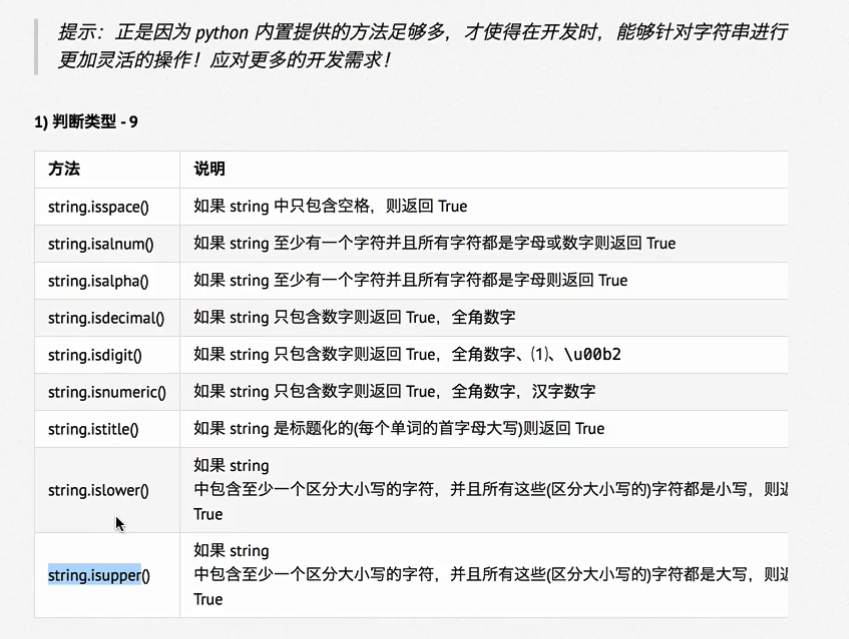 提示：正是因为 python 内置提供的方法足够多，才使得在开发时，能够针对字符串进行
更加灵活的操作！应对更多的开发需求！
1) 判断类型 - 9
方法 说明
string.isspace() 如果 string 中只包含空格，则返回 True
string.isalnum() 如果 string 至少有一个字符并且所有字符都是字母或数字则返回 True
string.isalpha() 如果 string 至少有一个字符并且所有字符都是字母则返回 True
string.isdecimal() 如果 string 只包含数字则返回 True，全角数字
string.isdigit() 如果 string 只包含数字则返回 True，全角数字、⑴、\u00b2
string.isnumeric() 如果 string 只包含数字则返回 True，全角数字，汉字数字
string.istitle() 如果 string 是标题化的(每个单词的首字母大写)则返回 True
如果 string
string.islower() 中包含至少一个区分大小写的字符，并且所有这些(区分大小写的)字符都是小写，则返
True
如果 string
string.isupper() 中包含至少一个区分大小写的字符，并且所有这些(区分大小写的)字符都是大写，则返
True